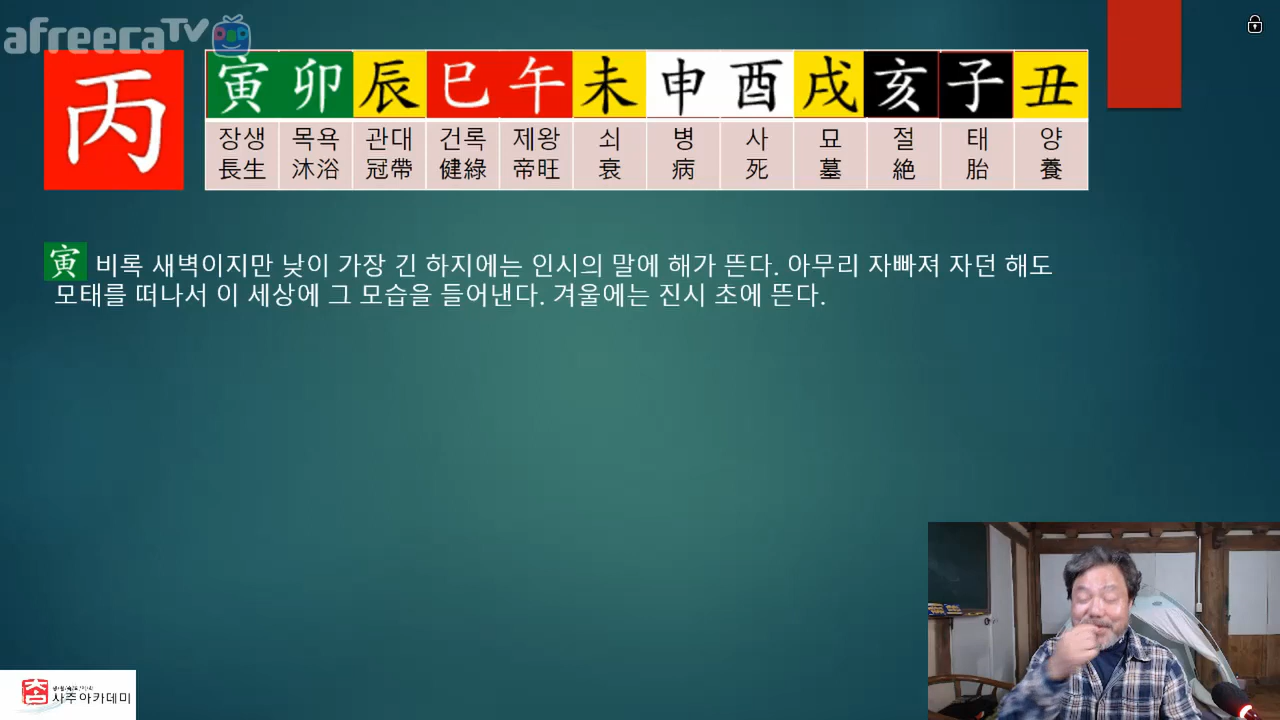 afreecaTV
丙
寅 卯 辰 巳 午 未 申 酉 戌 亥 子 丑
장생 목욕 관대 건록 제왕 쇠 병 사 묘 절 태 양
長生 沐浴 冠帶 健綠 帝旺 衰 病 死 墓 絶 胎 養
寅 비록 새벽이지만 낮이 가장 긴 하지에는 인시의 말에 해가 뜬다. 아무리 자빠져 자던 해도
모태를 떠나서 이 세상에 그 모습을 들어낸다. 겨울에는 진시 초에 뜬다.
사주아카데미